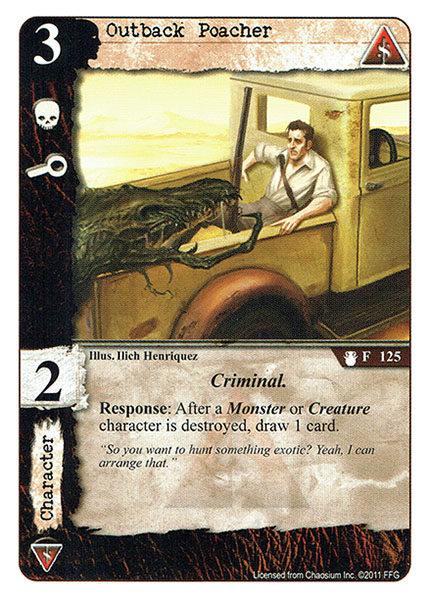 3
Outback Poacher
Illus. Ilich Henriquez
F 125
2
Character
Criminal.
Response: After a Monster or Creature
character is destroyed, draw 1 card.
"So you want to hunt something exotic? Yeah, I can
arrange that."
Licensed from Chaosium Inc. ©2011 FFG